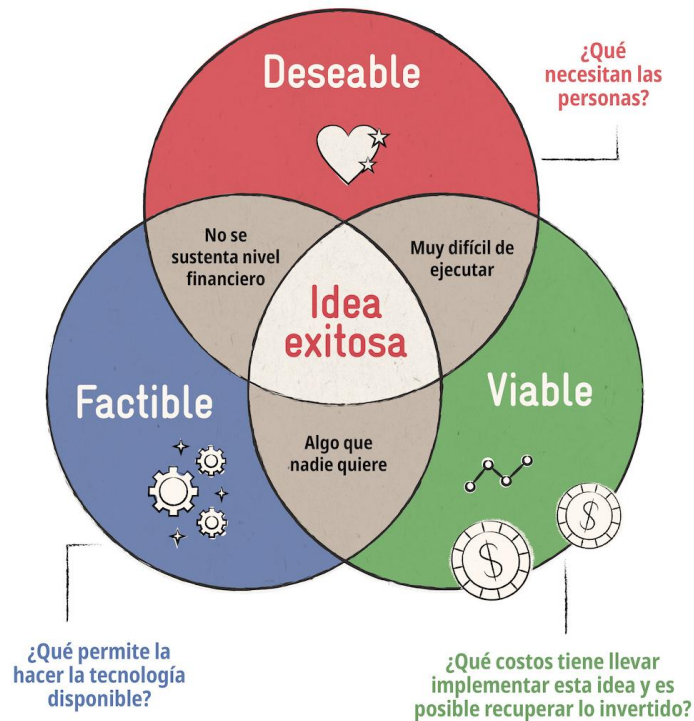 Deseable
¿Qué
necesitan las
personas?
No se
sustenta nivel
financiero
Muy difícil de
ejecutar
Idea
exitosa
Factible
Viable
Algo que
nadie quiere
$
$
¿Qué permite la
hacer la tecnología
disponible?
¿Qué costos tiene llevar
implementar esta idea y es
posible recuperar lo invertido?